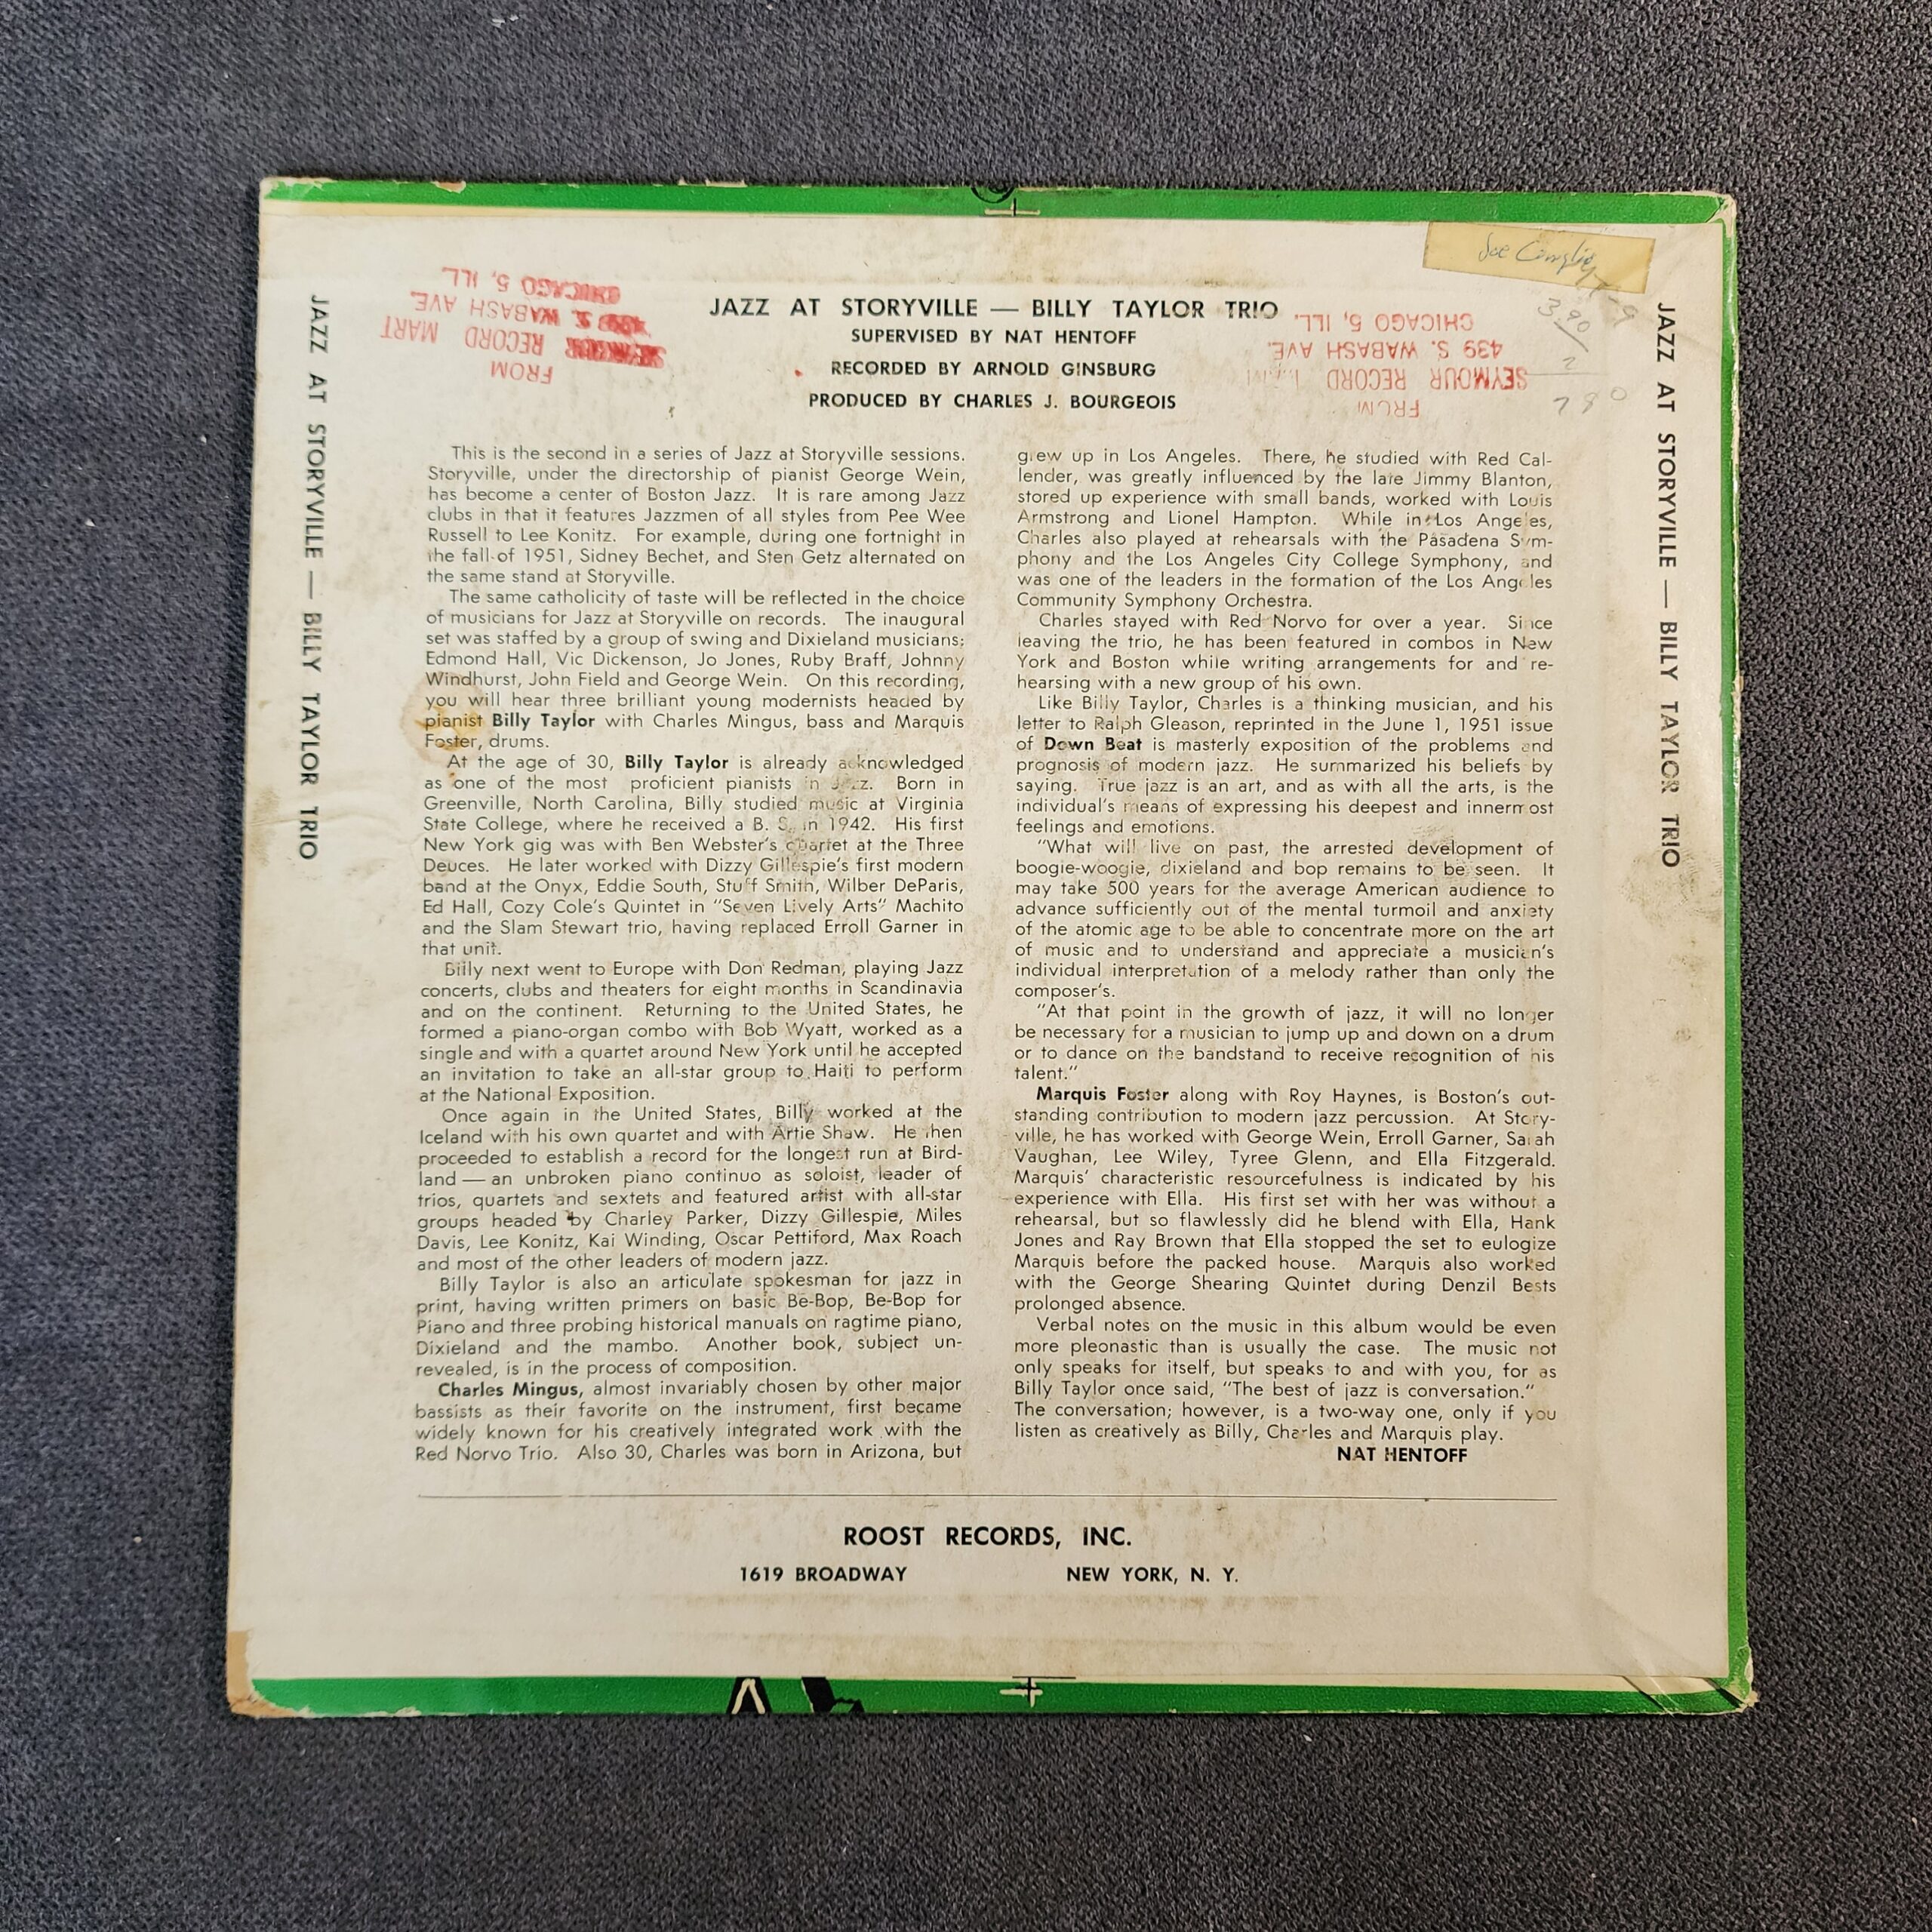 JAZZ AT STORYVILLE — BILLY TAYLOR TRIO
SUPERVISED BY NAT HENTOFF
RECORDED BY ARNOLD GINSBURG
PRODUCED BY CHARLES J. BOURGEOIS
FROM
SEYMOUR RECORD MART
439 S. WABASH AVE.
CHICAGO 5, ILL.
FROM
SEYMOUR RECORD
439 S. WABASH AVE.
CHICAGO 5, ILL.
3.90
2
7 8 0
JAZZ AT STORYVILLE — BILLY TAYLOR TRIO
This is the second in a series of Jazz at Storyville sessions.
Storyville, under the directorship of pianist George Wein,
has become a center of Boston Jazz. It is rare among Jazz
clubs in that it features Jazzmen of all styles from Pee Wee
Russell to Lee Konitz. For example, during one fortnight in
the fall of 1951, Sidney Bechet, and Sten Getz alternated on
the same stand at Storyville.
The same catholicity of taste will be reflected in the choice
of musicians for Jazz at Storyville on records. The inaugural
set was staffed by a group of swing and Dixieland musicians;
Edmond Hall, Vic Dickenson, Jo Jones, Ruby Braff, Johnny
Windhurst, John Field and George Wein. On this recording,
you will hear three brilliant young modernists headed by
pianist Billy Taylor with Charles Mingus, bass and Marquis
Foster, drums.
At the age of 30, Billy Taylor is already acknowledged
as one of the most proficient pianists in Jazz. Born in
Greenville, North Carolina, Billy studied music at Virginia
State College, where he received a B. S. in 1942. His first
New York gig was with Ben Webster's quartet at the Three
Deuces. He later worked with Dizzy Gillespie's first modern
band at the Onyx, Eddie South, Stuff Smith, Wilber DeParis,
Ed Hall, Cozy Cole's Quintet in "Seven Lively Arts" Machito
and the Slam Stewart trio, having replaced Erroll Garner in
that unit.
Billy next went to Europe with Don Redman, playing Jazz
concerts, clubs and theaters for eight months in Scandinavia
and on the continent. Returning to the United States, he
formed a piano-organ combo with Bob Wyatt, worked as a
single and with a quartet around New York until he accepted
an invitation to take an all-star group to Haiti to perform
at the National Exposition.
Once again in the United States, Billy worked at the
Iceland with his own quartet and with Artie Shaw. He then
proceeded to establish a record for the longest run at Bird-
land — an unbroken piano continuo as soloist, leader of
trios, quartets and sextets and featured artist with all-star
groups headed by Charley Parker, Dizzy Gillespie, Miles
Davis, Lee Konitz, Kai Winding, Oscar Pettiford, Max Roach
and most of the other leaders of modern jazz.
Billy Taylor is also an articulate spokesman for jazz in
print, having written primers on basic Be-Bop, Be-Bop for
Piano and three probing historical manuals on ragtime piano,
Dixieland and the mambo. Another book, subject un-
revealed, is in the process of composition.
Charles Mingus, almost invariably chosen by other major
bassists as their favorite on the instrument, first became
widely known for his creatively integrated work with the
Red Norvo Trio. Also 30, Charles was born in Arizona, but
grew up in Los Angeles. There, he studied with Red Cal-
lender, was greatly influenced by the late Jimmy Blanton,
stored up experience with small bands, worked with Louis
Armstrong and Lionel Hampton. While in Los Angeles,
Charles also played at rehearsals with the Pasadena Sym-
phony and the Los Angeles City College Symphony, and
was one of the leaders in the formation of the Los Angeles
Community Symphony Orchestra.
Charles stayed with Red Norvo for over a year. Since
leaving the trio, he has been featured in combos in New
York and Boston while writing arrangements for and re-
hearsing with a new group of his own.
Like Billy Taylor, Charles is a thinking musician, and his
letter to Ralph Gleason, reprinted in the June 1, 1951 issue
of Down Beat is masterly exposition of the problems and
prognosis of modern jazz. He summarized his beliefs by
saying. True jazz is an art, and as with all the arts, is the
individual's means of expressing his deepest and innermost
feelings and emotions.
"What will live on past, the arrested development of
boogie-woogie, dixieland and bop remains to be seen. It
may take 500 years for the average American audience to
advance sufficiently out of the mental turmoil and anxiety
of the atomic age to be able to concentrate more on the art
of music and to understand and appreciate a musician's
individual interpretation of a melody rather than only the
composer's.
"At that point in the growth of jazz, it will no longer
be necessary for a musician to jump up and down on a drum
or to dance on the bandstand to receive recognition of his
talent."
Marquis Foster along with Roy Haynes, is Boston's out-
standing contribution to modern jazz percussion. At Story-
ville, he has worked with George Wein, Erroll Garner, Sarah
Vaughan, Lee Wiley, Tyree Glenn, and Ella Fitzgerald.
Marquis' characteristic resourcefulness is indicated by his
experience with Ella. His first set with her was without a
rehearsal, but so flawlessly did he blend with Ella, Hank
Jones and Ray Brown that Ella stopped the set to eulogize
Marquis before the packed house. Marquis also worked
with the George Shearing Quintet during Denzil Bests
prolonged absence.
Verbal notes on the music in this album would be even
more pleonastic than is usually the case. The music not
only speaks for itself, but speaks to and with you, for as
Billy Taylor once said, "The best of jazz is conversation."
The conversation; however, is a two-way one, only if you
listen as creatively as Billy, Charles and Marquis play.
NAT HENTOFF
JAZZ AT STORYVILLE — BILLY TAYLOR TRIO
ROOST RECORDS, INC.
1619 BROADWAY NEW YORK, N. Y.